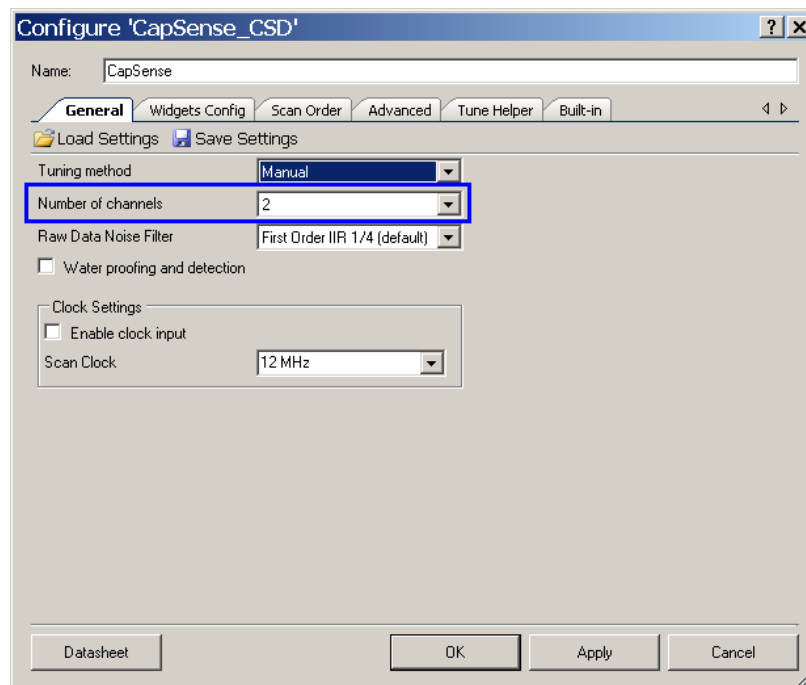 Configure 'CapSense_CSD'
Name: CapSense
General Widgets Config Scan Order Advanced Tune Helper Built-in
Load Settings Save Settings
Tuning method Manual
Number of channels 2
Raw Data Noise Filter First Order IIR 1/4 (default)
Water proofing and detection
Clock Settings
Enable clock input
Scan Clock 12 MHz
Datasheet OK Apply Cancel